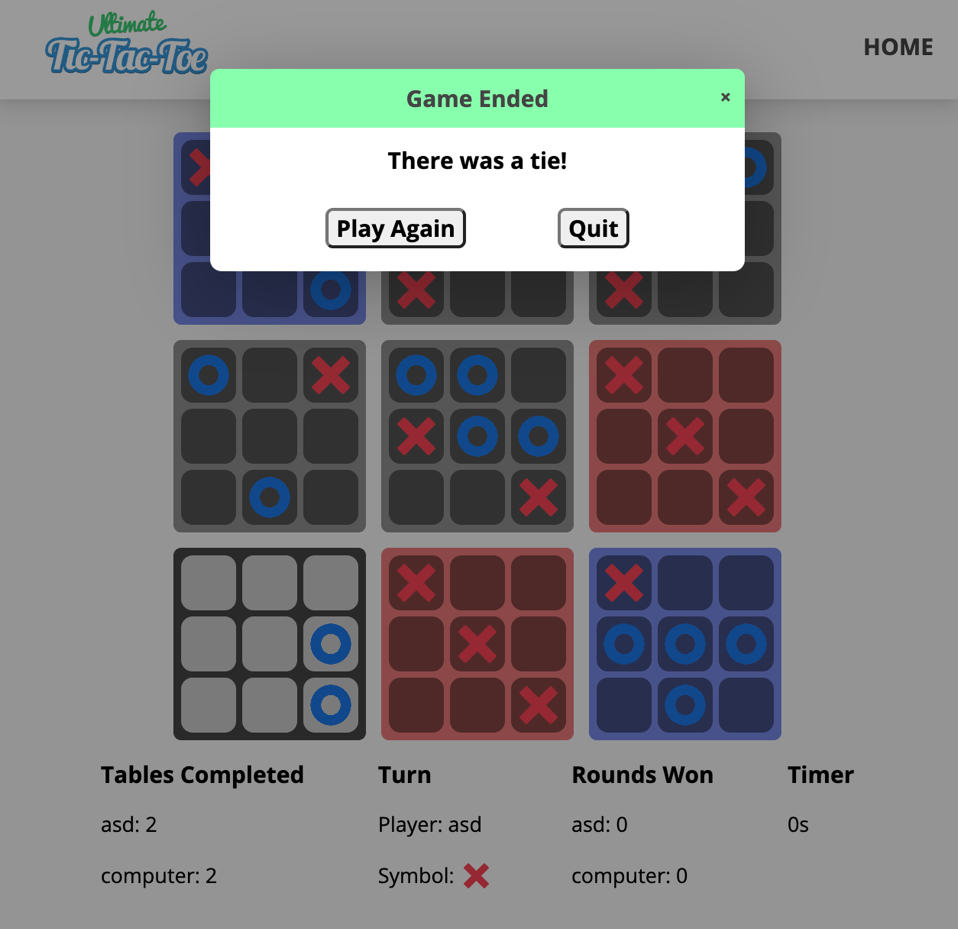 Ultimate
Tic-Tac-Toe
HOME
Game Ended
×
There was a tie!
Play Again
Quit
Tables Completed
Turn
Rounds Won
Timer
asd: 2
Player: asd
asd: 0
0s
computer: 2
Symbol:
computer: 0